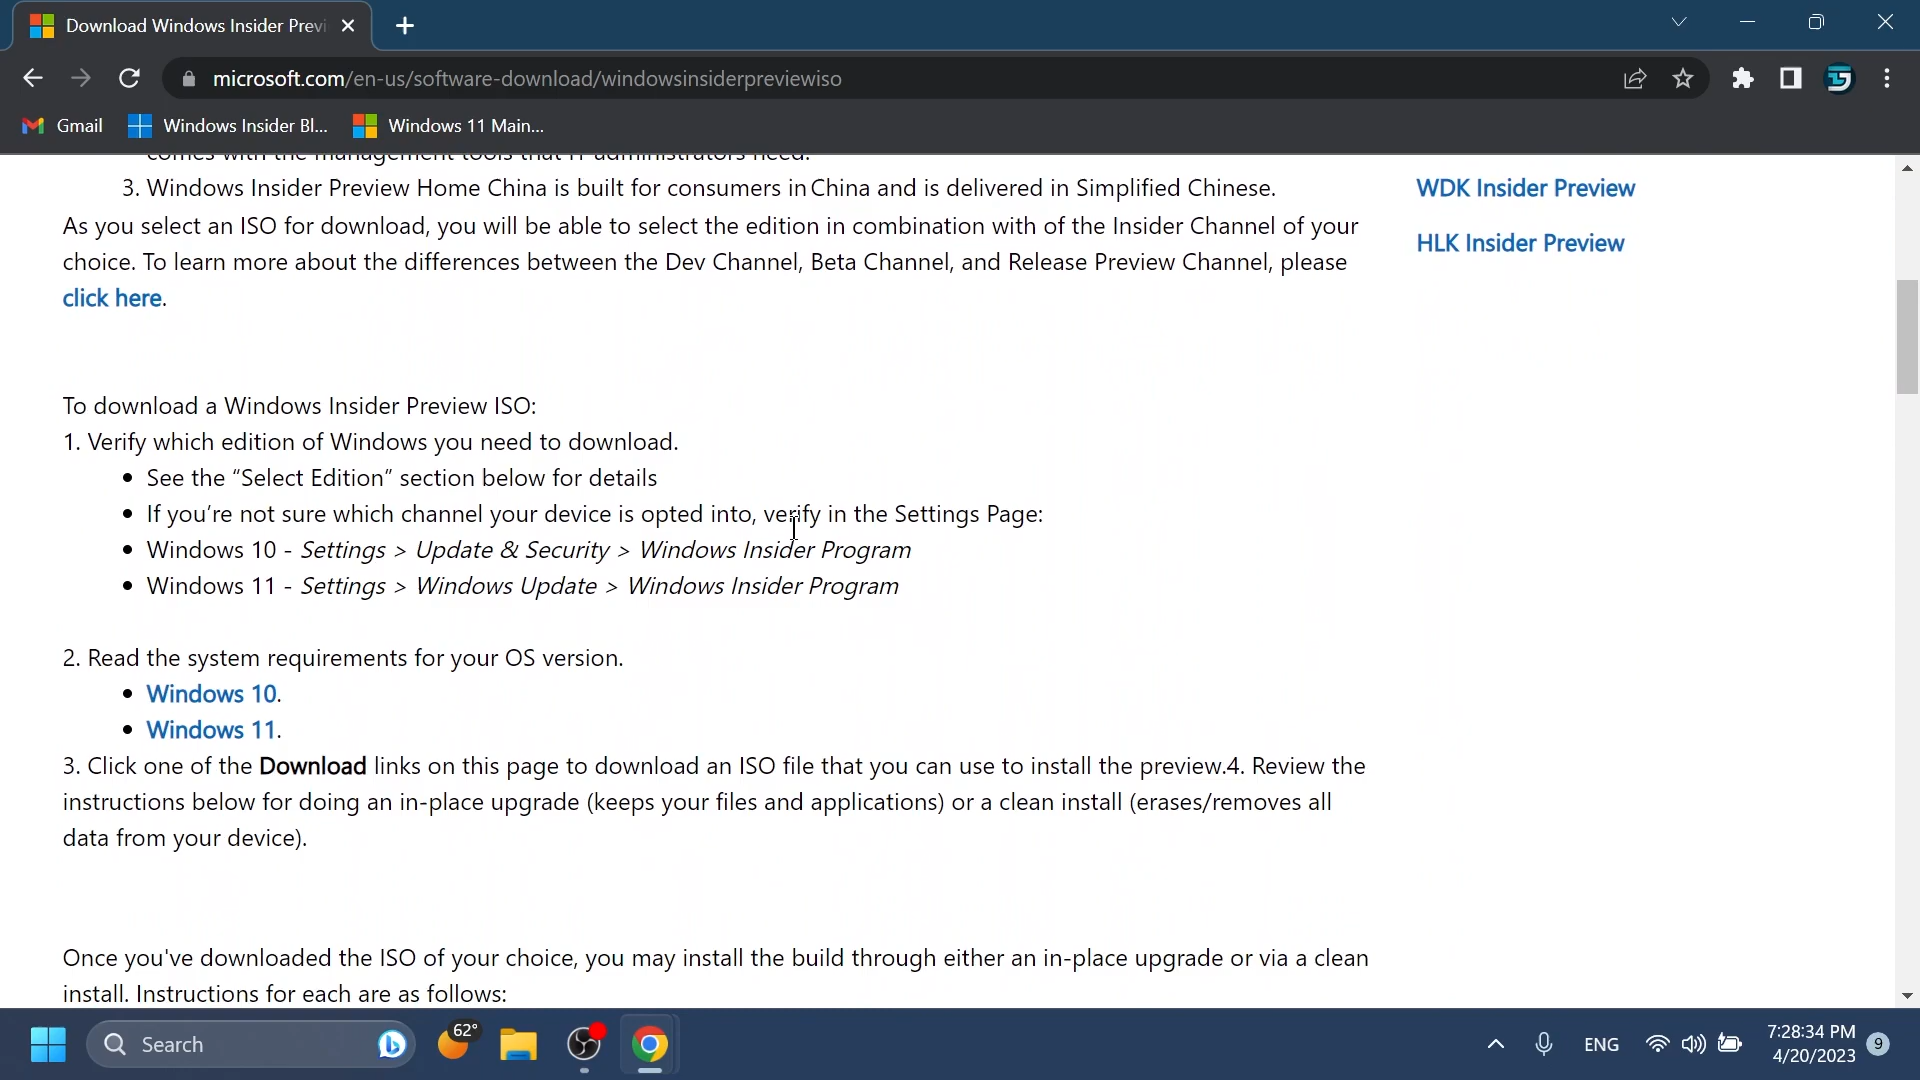 Download Windows Insider Previ
microsoft.com/en-us/software-download/windowsinsiderpreviewiso
Gmail
Windows Insider Bl...
Windows 11 Main...
comes with the management tools that IT administrators need.
3. Windows Insider Preview Home China is built for consumers in China and is delivered in Simplified Chinese.
As you select an ISO for download, you will be able to select the edition in combination with of the Insider Channel of your
choice. To learn more about the differences between the Dev Channel, Beta Channel, and Release Preview Channel, please
click here.
WDK Insider Preview
HLK Insider Preview
To download a Windows Insider Preview ISO:
1. Verify which edition of Windows you need to download.
• See the “Select Edition” section below for details
• If you’re not sure which channel your device is opted into, verify in the Settings Page:
• Windows 10 - Settings > Update & Security > Windows Insider Program
• Windows 11 - Settings > Windows Update > Windows Insider Program
2. Read the system requirements for your OS version.
• Windows 10.
• Windows 11.
3. Click one of the Download links on this page to download an ISO file that you can use to install the preview.4. Review the
instructions below for doing an in-place upgrade (keeps your files and applications) or a clean install (erases/removes all
data from your device).
Once you've downloaded the ISO of your choice, you may install the build through either an in-place upgrade or via a clean
install. Instructions for each are as follows:
Search
62°
ENG
7:28:34 PM
4/20/2023
9